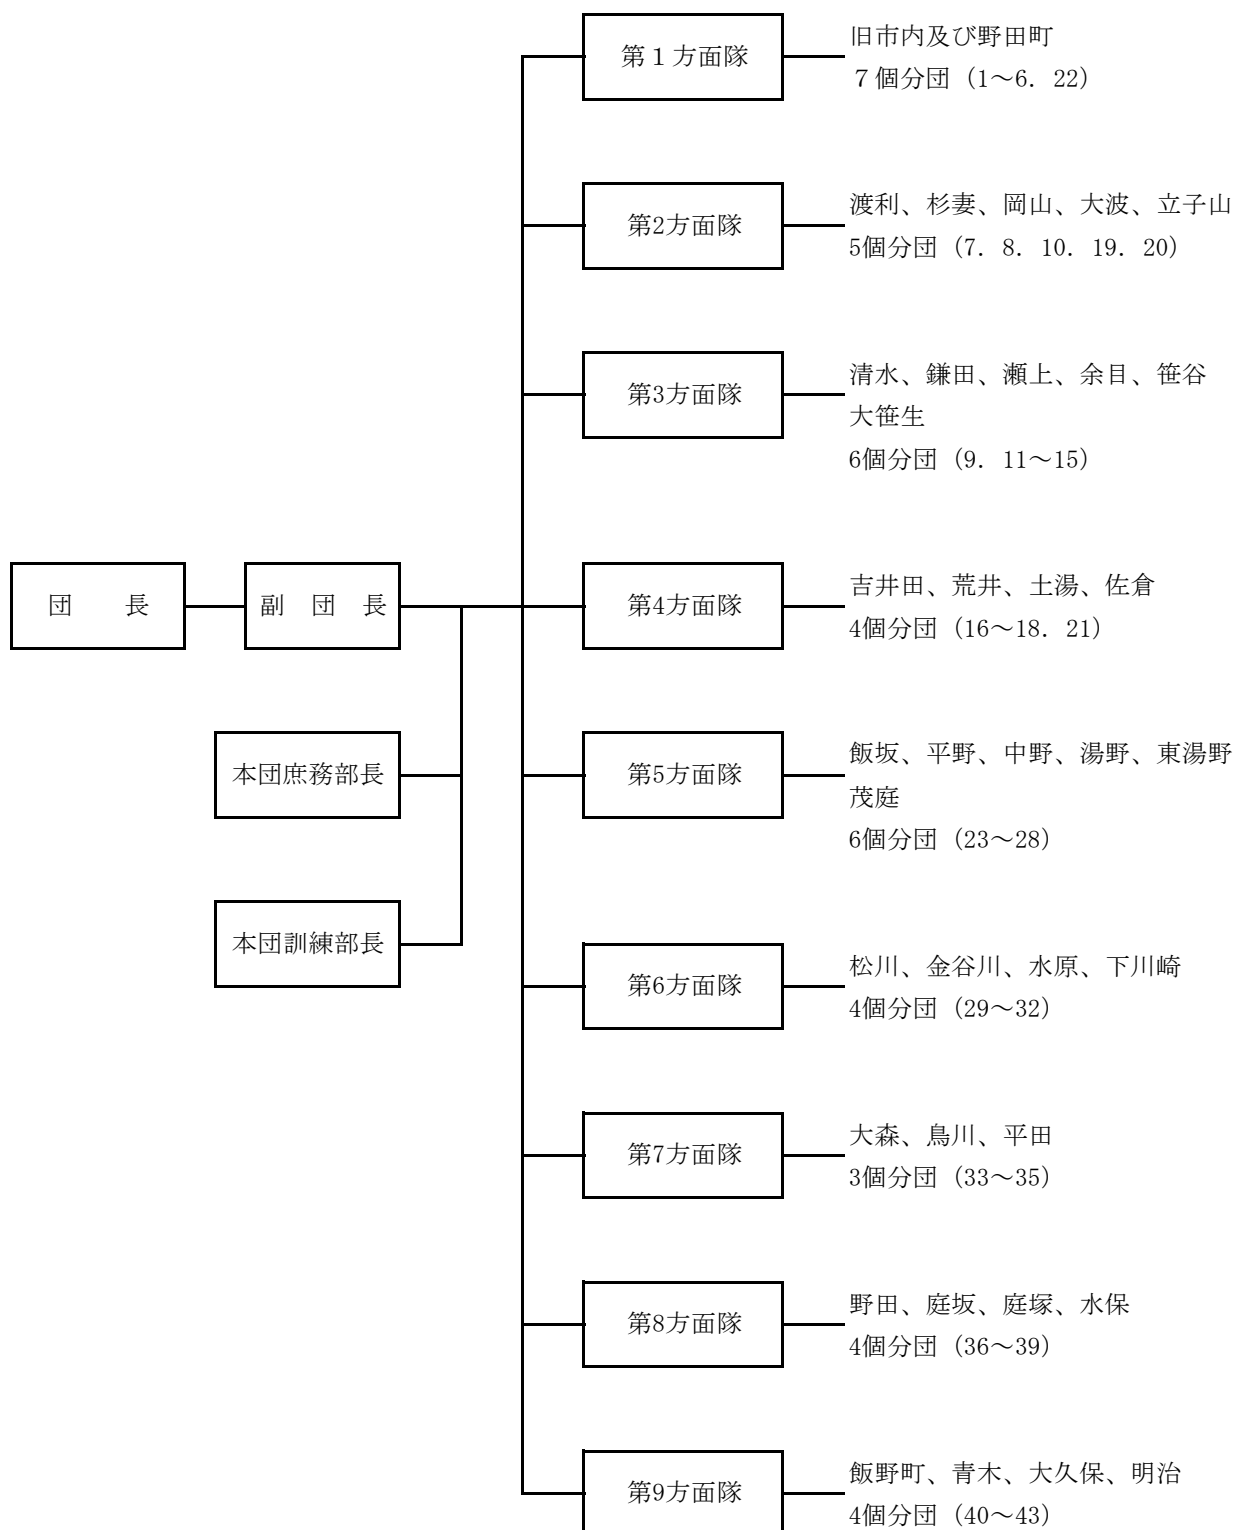 第１方面隊
旧市内及び野田町
７個分団（1～6．22）
第2方面隊
渡利、杉妻、岡山、大波、立子山
5個分団（7．8．10．19．20）
第3方面隊
清水、鎌田、瀬上、余目、笹谷
大笹生
6個分団（9．11～15）
団　　長
副　団　長
第4方面隊
吉井田、荒井、土湯、佐倉
4個分団（16～18．21）
本団庶務部長
第5方面隊
飯坂、平野、中野、湯野、東湯野
茂庭
6個分団（23～28）
本団訓練部長
第6方面隊
松川、金谷川、水原、下川崎
4個分団（29～32）
第7方面隊
大森、鳥川、平田
3個分団（33～35）
第8方面隊
野田、庭坂、庭塚、水保
4個分団（36～39）
第9方面隊
飯野町、青木、大久保、明治
4個分団（40～43）